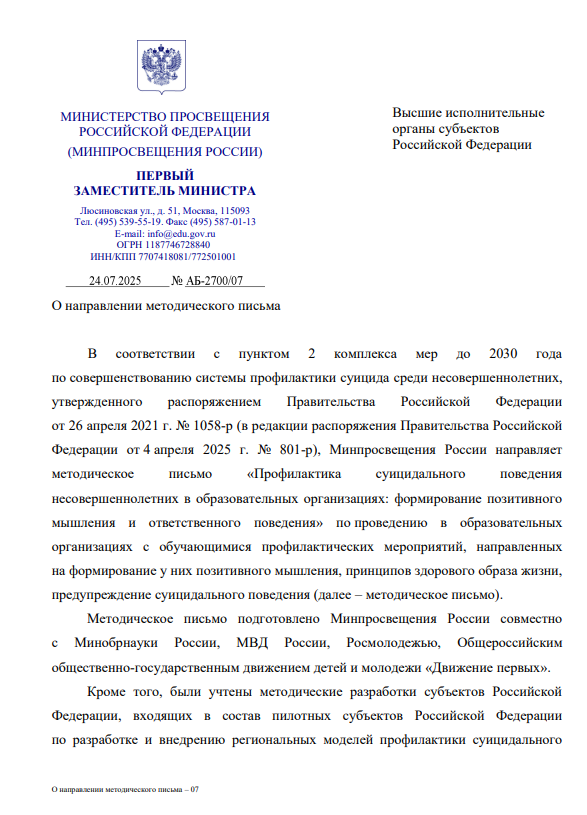 МИНИСТЕРСТВО ПРОСВЕЩЕНИЯ
РОССИЙСКОЙ ФЕДЕРАЦИИ
(МИНПРОСВЕЩЕНИЯ РОССИИ)
ПЕРВЫЙ
ЗАМЕСТИТЕЛЬ МИНИСТРА
Люсиновская ул., д. 51, Москва, 115093
Тел. (495) 539-55-19. Факс (495) 587-01-13
E-mail: info@edu.gov.ru
ОГРН 1187746728840
ИНН/КПП 7707418081/772501001
24.07.2025 № АБ-2700/07
Высшие исполнительные
органы субъектов
Российской Федерации
О направлении методического письма
В соответствии с пунктом 2 комплекса мер до 2030 года
по совершенствованию системы профилактики суицида среди несовершеннолетних,
утвержденного распоряжением Правительства Российской Федерации
от 26 апреля 2021 г. № 1058-р (в редакции распоряжения Правительства Российской
Федерации от 4 апреля 2025 г. № 801-р), Минпросвещения России направляет
методическое письмо «Профилактика суицидального поведения
несовершеннолетних в образовательных организациях: формирование позитивного
мышления и ответственного поведения» по проведению в образовательных
организациях с обучающимися профилактических мероприятий, направленных
на формирование у них позитивного мышления, принципов здорового образа жизни,
предупреждение суицидального поведения (далее – методическое письмо).
Методическое письмо подготовлено Минпросвещения России совместно
с Минобрнауки России, МВД России, Росмолодежью, Общероссийским
общественно-государственным движением детей и молодежи «Движение первых».
Кроме того, были учтены методические разработки субъектов Российской
Федерации, входящих в состав пилотных субъектов Российской Федерации
по разработке и внедрению региональных моделей профилактики суицидального
О направлении методического письма – 07